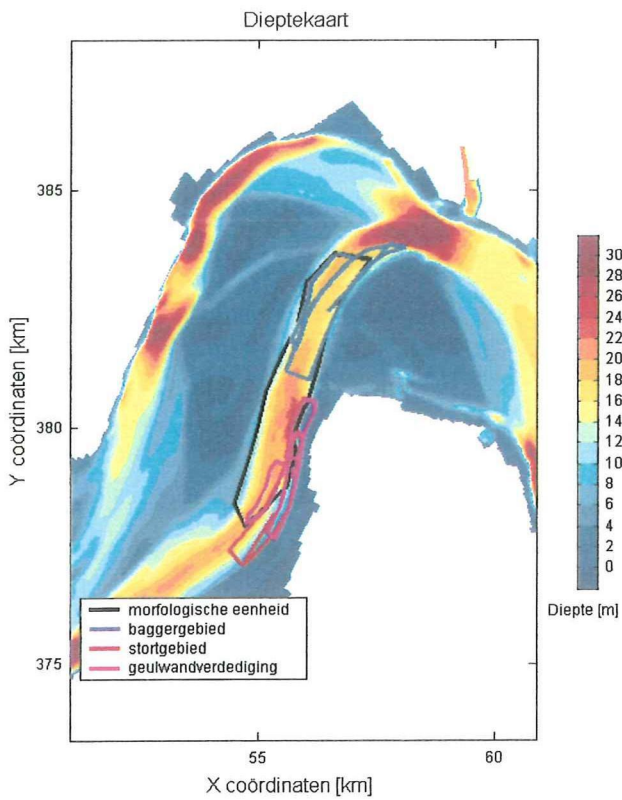 Dieptekaart
385
380
375
Y coördinaten [km]
30
28
26
24
22
20
18
16
14
12
10
8
6
4
2
0
Diepte [m]
morfologische eenheid
baggergebied
stortgebied
geulwandverdediging
55
60
X coördinaten [km]